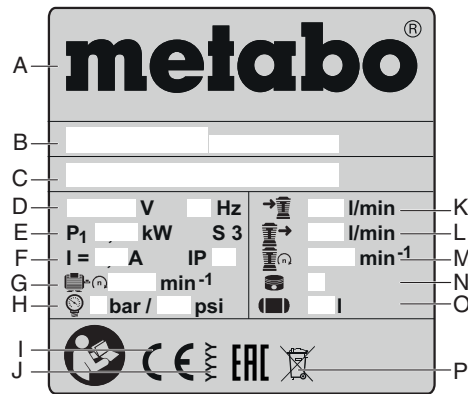 A metabo®
B
C
D V Hz l/min K
E P1 , kW S 3 l/min L
F I = , A IP min-1 M
G n min-1 n N
H bar / psi l O
I CE EAC
J P